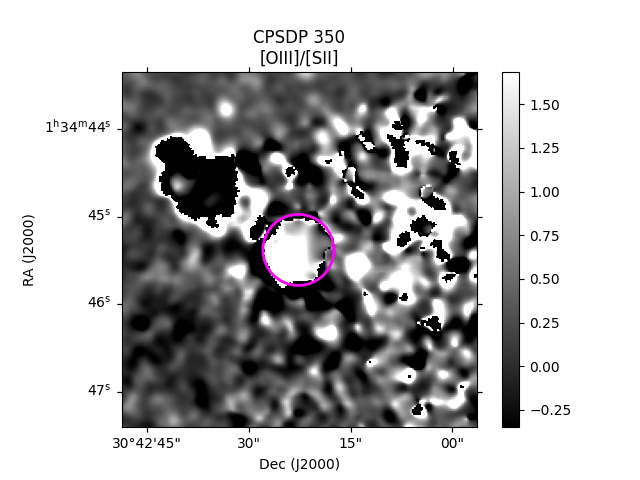 CPSDP 350
[OIII]/[SII]
1ʰ34ᵐ44ˢ
45ˢ
46ˢ
47ˢ
RA (J2000)
30°42'45"
30"
15"
00"
Dec (J2000)
1.50
1.25
1.00
0.75
0.50
0.25
0.00
−0.25